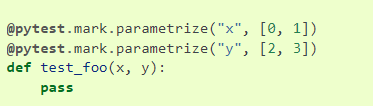 @pytest.mark.parametrize("x", [0, 1])
@pytest.mark.parametrize("y", [2, 3])
def test_foo(x, y):
    pass